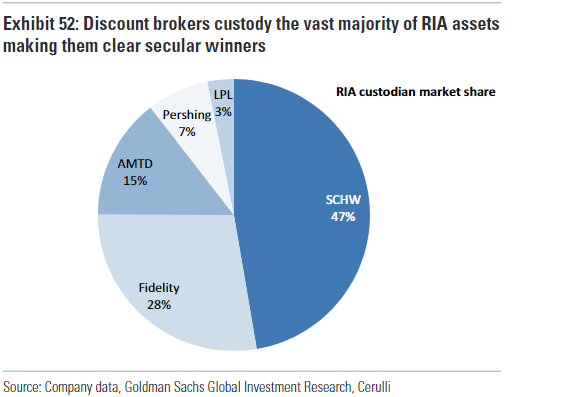 Exhibit 52: Discount brokers custody the vast majority of RIA assets
making them clear secular winners
RIA custodian market share
LPL
3%
Pershing
7%
AMTD
15%
SCHW
47%
Fidelity
28%
Source: Company data, Goldman Sachs Global Investment Research, Cerulli